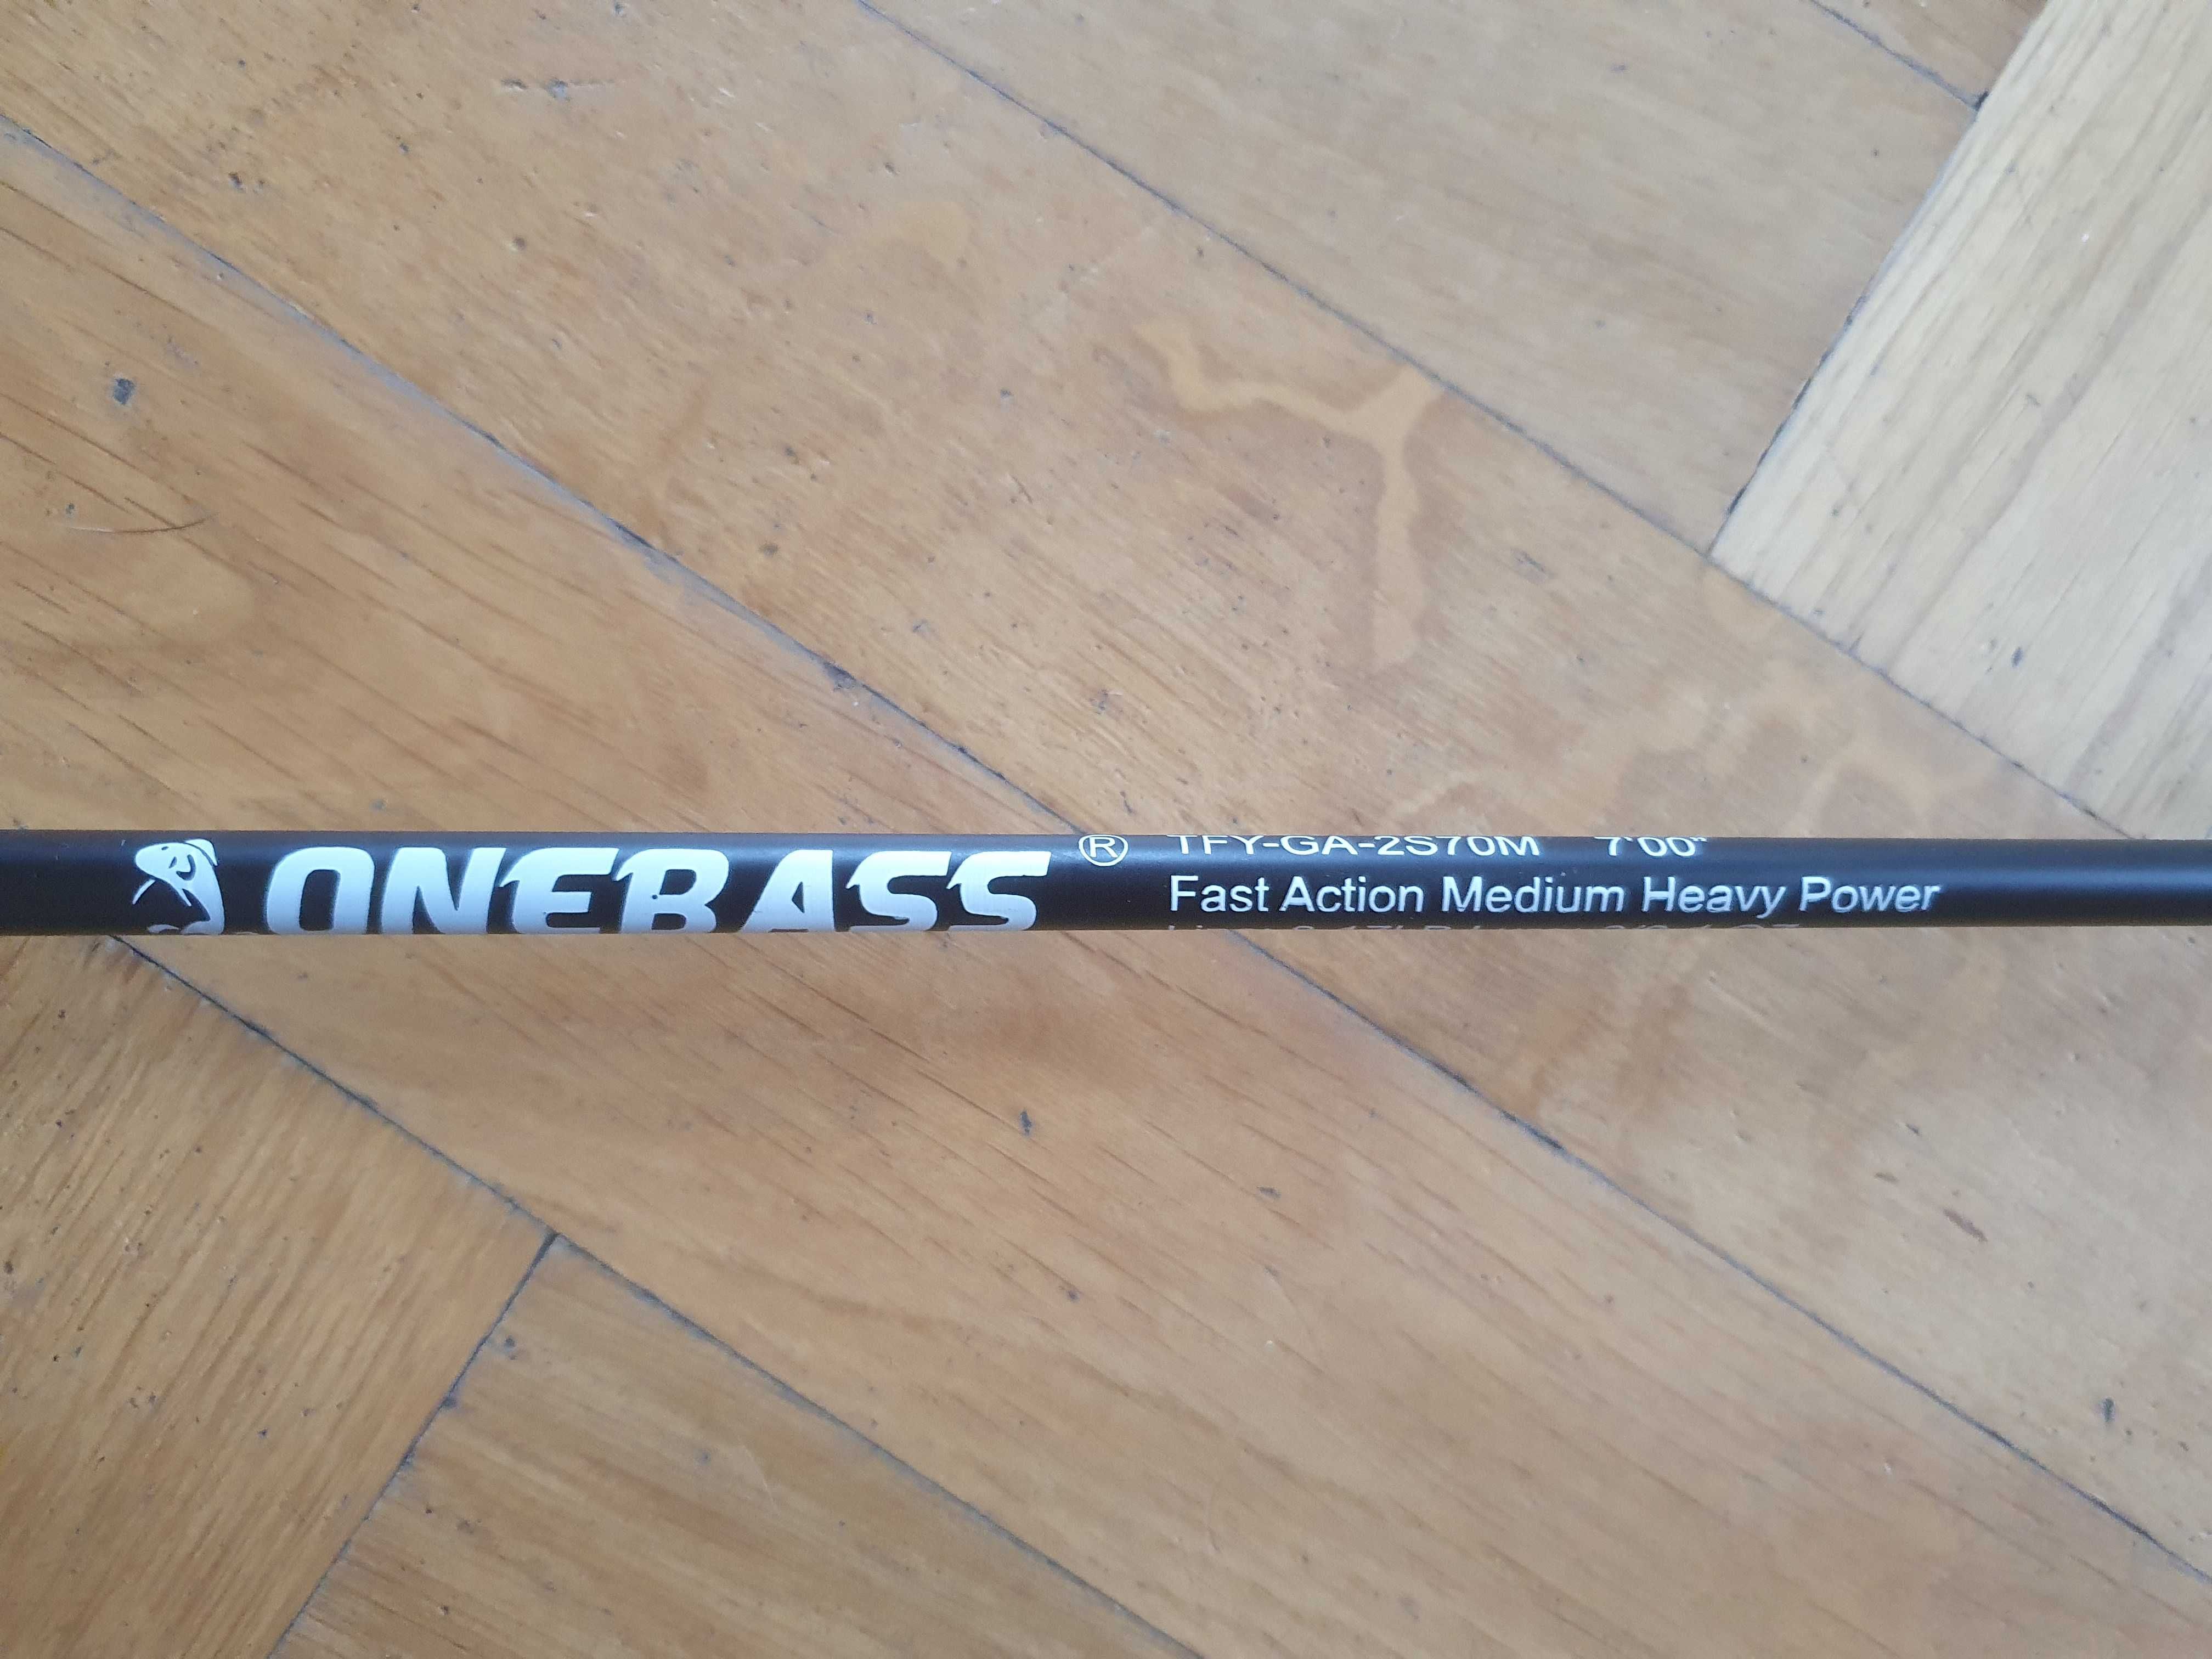 ONEBASS ® TFY-GA-2S70M 7'00"
Fast Action Medium Heavy Power